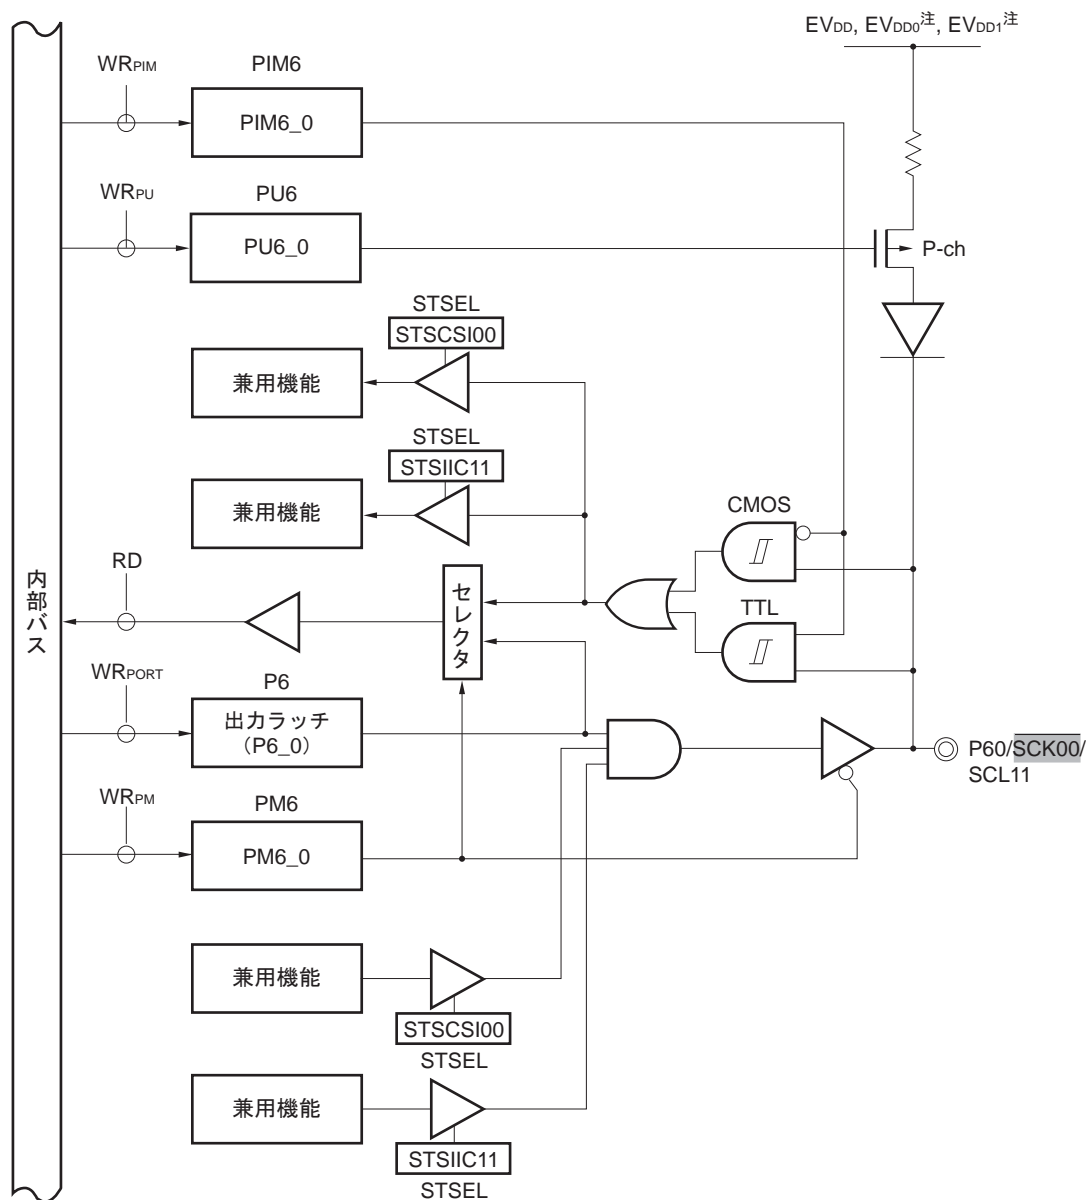 EVDD, EVDD0注, EVDD1注
WRPIM
PIM6
PIM6_0
WRPU
PU6
PU6_0
P-ch
STSEL
STSCSI00
兼用機能
STSEL
STSIIC11
兼用機能
CMOS
RD
セレクタ
TTL
内部バス
WRPORT
P6
出力ラッチ
（P6_0）
P60/SCK00/
SCL11
WRPM
PM6
PM6_0
兼用機能
STSCSI00
STSEL
兼用機能
STSIIC11
STSEL